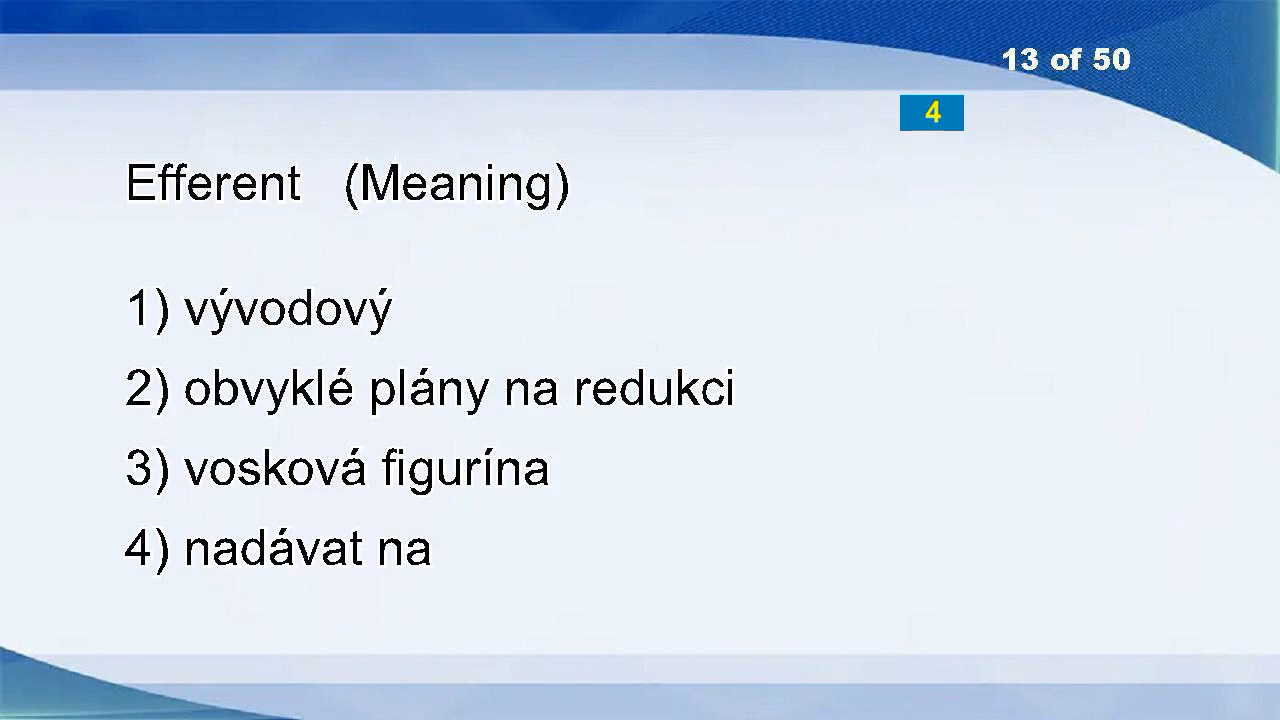 13 of 50
4
Efferent (Meaning)
1) vývodový
2) obvyklé plány na redukci
3) vosková figurína
4) nadávat na